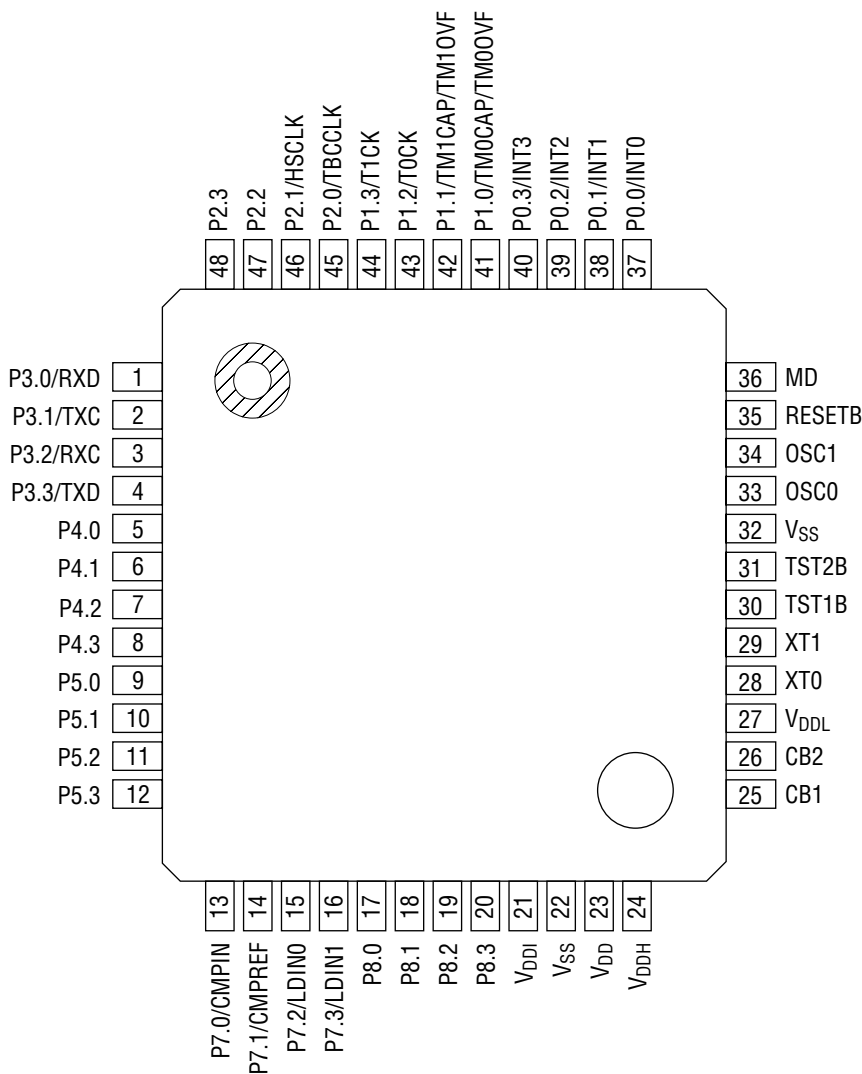 P2.3
P2.2
P2.1/HSCLK
P2.0/TBCCLK
P1.3/T1CK
P1.2/T0CK
P1.1/TM1CAP/TM1OVF
P1.0/TM0CAP/TM0OVF
P0.3/INT3
P0.2/INT2
P0.1/INT1
P0.0/INT0
48
47
46
45
44
43
42
41
40
39
38
37
P3.0/RXD 1
P3.1/TXC 2
P3.2/RXC 3
P3.3/TXD 4
P4.0 5
P4.1 6
P4.2 7
P4.3 8
P5.0 9
P5.1 10
P5.2 11
P5.3 12
36 MD
35 RESETB
34 OSC1
33 OSC0
32 VSS
31 TST2B
30 TST1B
29 XT1
28 XT0
27 VDDL
26 CB2
25 CB1
13
14
15
16
17
18
19
20
21
22
23
24
P7.0/CMPIN
P7.1/CMPREF
P7.2/LDIN0
P7.3/LDIN1
P8.0
P8.1
P8.2
P8.3
VDDI
VSS
VDD
VDDH